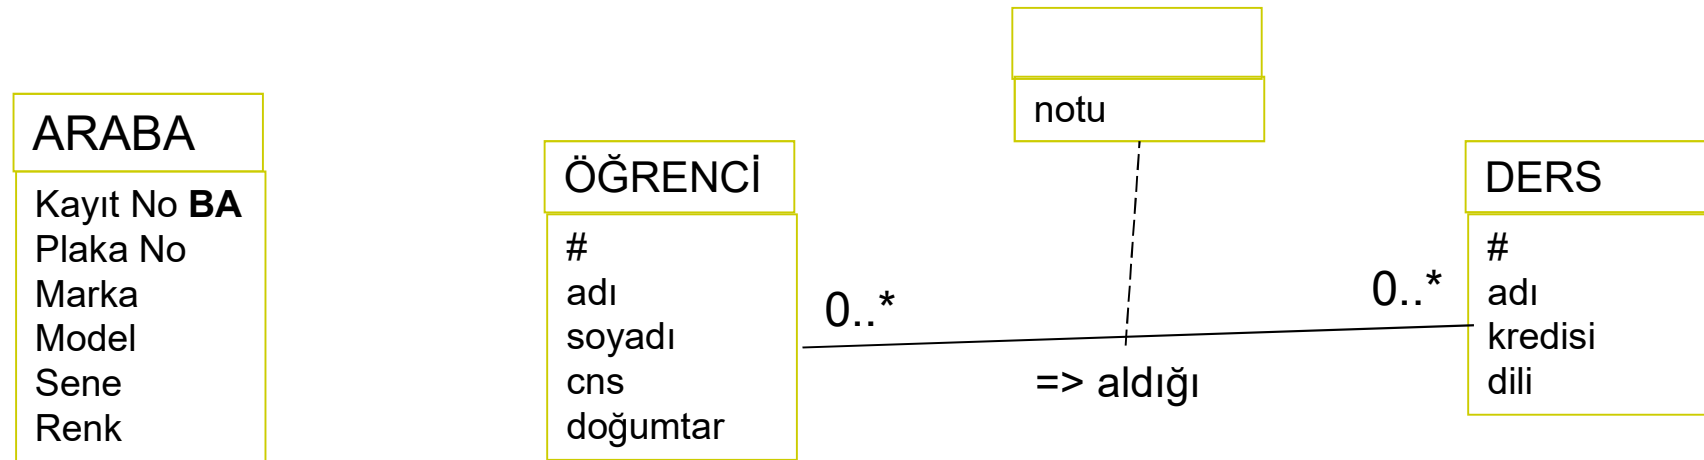 ARABA
Kayıt No BA
Plaka No
Marka
Model
Sene
Renk
ÖĞRENCİ
#
adı
soyadı
cns
doğumtar
0..*
notu
=> aldığı
0..*
DERS
#
adı
kredisi
dili